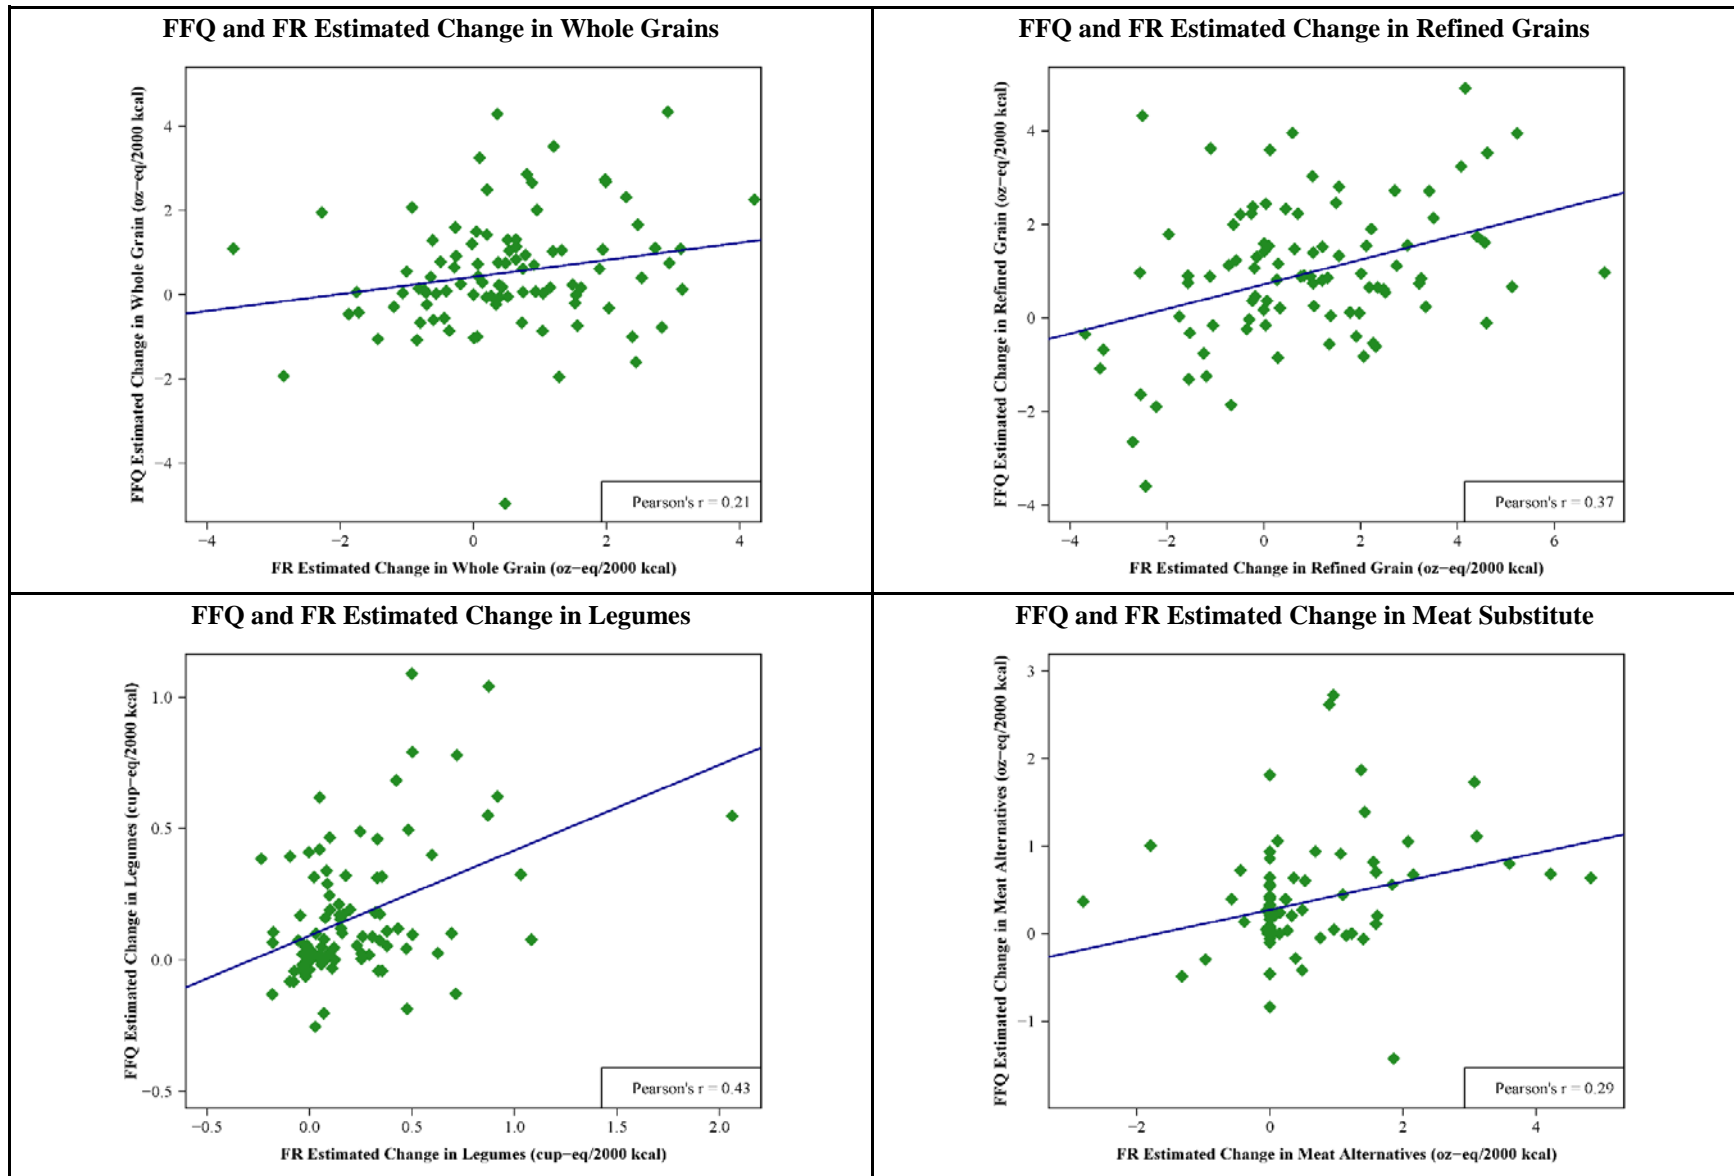 FFQ and FR Estimated Change in Whole Grains
FFQ Estimated Change in Whole Grain (oz−eq/2000 kcal)
4
2
0
−2
−4
Pearson's r = 0.21
−4 −2 0 2 4
FR Estimated Change in Whole Grain (oz−eq/2000 kcal)
FFQ and FR Estimated Change in Refined Grains
FFQ Estimated Change in Refined Grain (oz−eq/2000 kcal)
4
2
0
−2
−4
Pearson's r = 0.37
−4 −2 0 2 4 6
FR Estimated Change in Refined Grain (oz−eq/2000 kcal)
FFQ and FR Estimated Change in Legumes
FFQ Estimated Change in Legumes (cup−eq/2000 kcal)
1.0
0.5
0.0
−0.5
Pearson's r = 0.43
−0.5 0.0 0.5 1.0 1.5 2.0
FR Estimated Change in Legumes (cup−eq/2000 kcal)
FFQ and FR Estimated Change in Meat Substitute
FFQ Estimated Change in Meat Alternatives (oz−eq/2000 kcal)
3
2
1
0
−1
Pearson's r = 0.29
−2 0 2 4
FR Estimated Change in Meat Alternatives (oz−eq/2000 kcal)